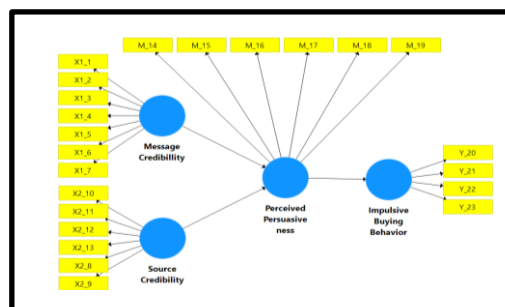 M_14 M_15 M_16 M_17 M_18 M_19
X1_1
X1_2
X1_3
X1_4
X1_5
X1_6
X1_7
Message
Credibillity
X2_10
X2_11
X2_12
X2_13
X2_8
X2_9
Source
Credibility
Perceived
Persuasive
ness
Impulsive
Buying
Behavior
Y_20
Y_21
Y_22
Y_23